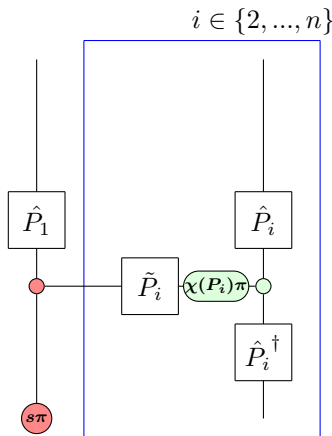 i ∈ {2, ..., n}
P̂₁
P̂ᵢ
P̃ᵢ
χ(Pᵢ)π
P̂ᵢ†
sπ